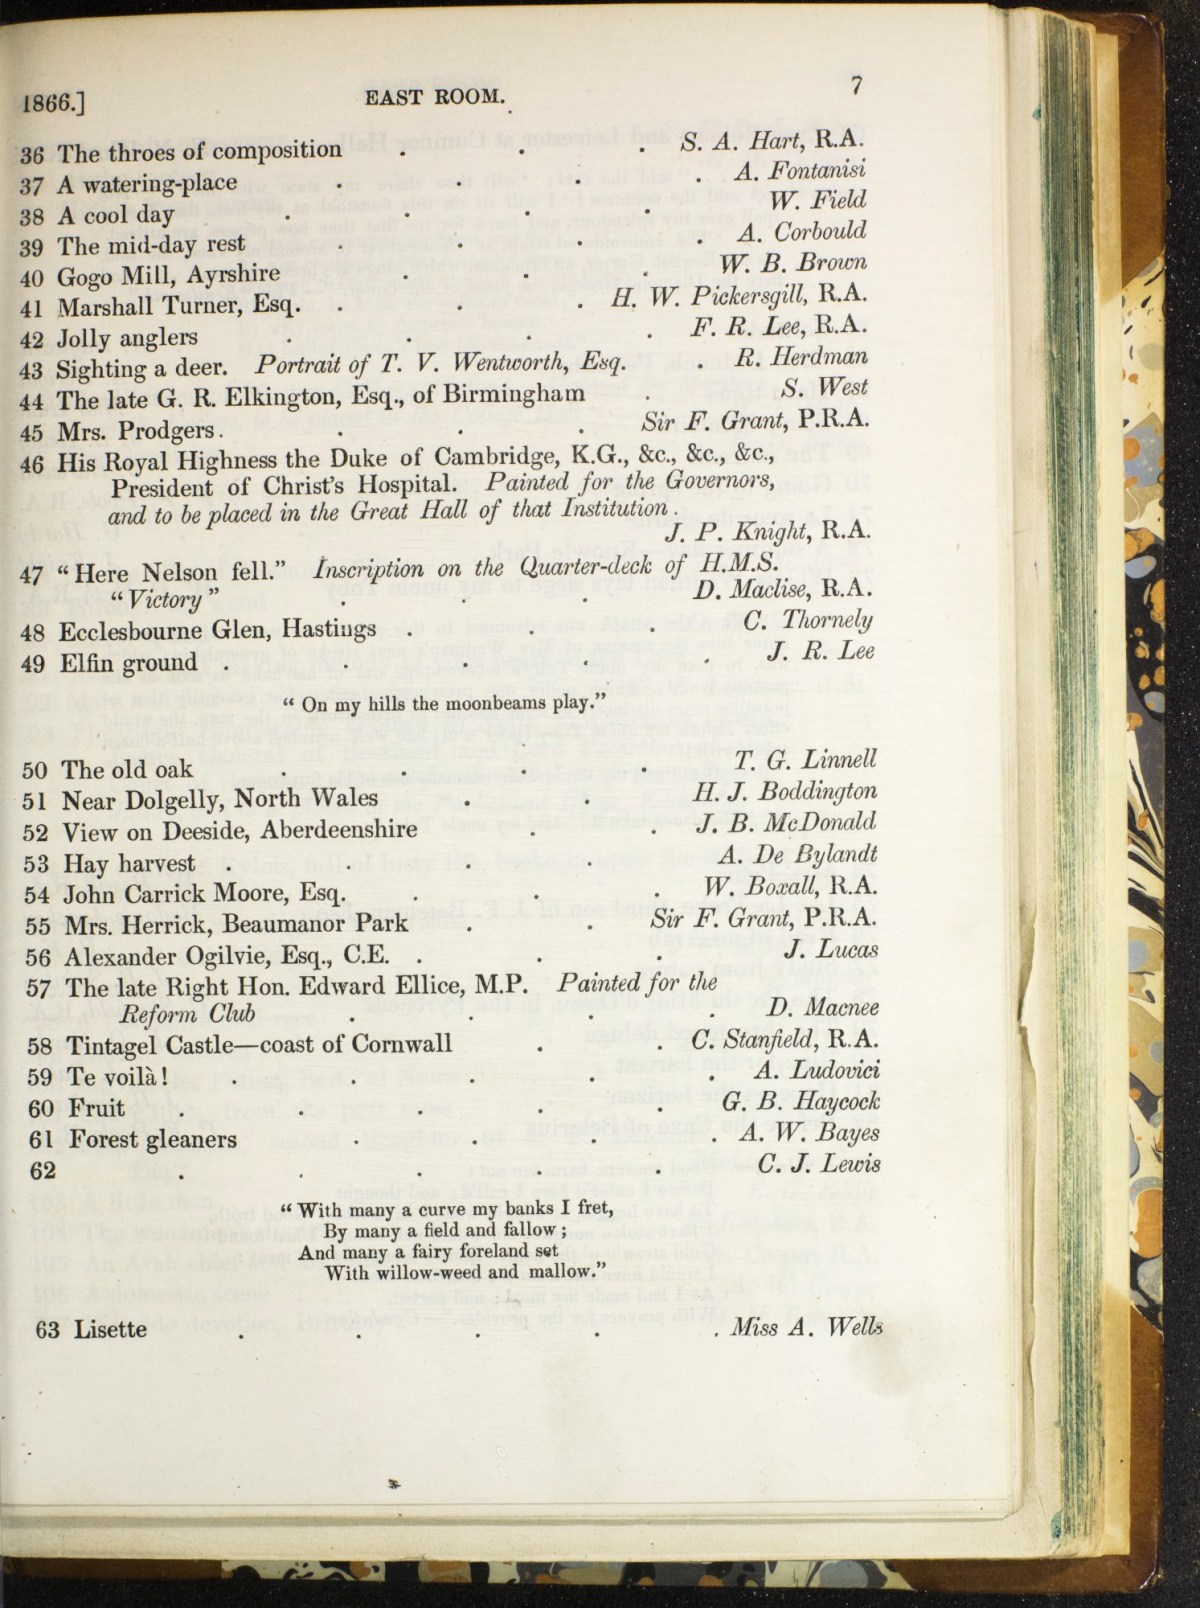 1866.] EAST ROOM. 7
36 The throes of composition . . . S. A. Hart, R.A.
37 A watering-place . . . . A. Fontanisi
38 A cool day . . . . W. Field
39 The mid-day rest . . . . A. Corbould
40 Gogo Mill, Ayrshire . . . W. B. Brown
41 Marshall Turner, Esq. . . . H. W. Pickersgill, R.A.
42 Jolly anglers . . . . F. R. Lee, R.A.
43 Sighting a deer. Portrait of T. V. Wentworth, Esq. . R. Herdman
44 The late G. R. Elkington, Esq., of Birmingham . S. West
45 Mrs. Prodgers . . . . Sir F. Grant, P.R.A.
46 His Royal Highness the Duke of Cambridge, K.G., &c., &c., &c.,
President of Christ's Hospital. Painted for the Governors,
and to be placed in the Great Hall of that Institution.
J. P. Knight, R.A.
47 "Here Nelson fell." Inscription on the Quarter-deck of H.M.S.
"Victory" . . . D. Maclise, R.A.
48 Ecclesbourne Glen, Hastings . . . C. Thornely
49 Elfin ground . . . . . J. R. Lee
"On my hills the moonbeams play."
50 The old oak . . . . T. G. Linnell
51 Near Dolgelly, North Wales . . H. J. Boddington
52 View on Deeside, Aberdeenshire . . J. B. McDonald
53 Hay harvest . . . . A. De Bylandt
54 John Carrick Moore, Esq. . . . W. Boxall, R.A.
55 Mrs. Herrick, Beaumanor Park . . Sir F. Grant, P.R.A.
56 Alexander Ogilvie, Esq., C.E. . . . J. Lucas
57 The late Right Hon. Edward Ellice, M.P. Painted for the
Reform Club . . . . D. Macnee
58 Tintagel Castle—coast of Cornwall . . C. Stanfield, R.A.
59 Te voilà! . . . . . A. Ludovici
60 Fruit . . . . . G. B. Haycock
61 Forest gleaners . . . . A. W. Bayes
62 . . . . . C. J. Lewis
"With many a curve my banks I fret,
By many a field and fallow;
And many a fairy foreland set
With willow-weed and mallow."
63 Lisette . . . . . Miss A. Wells